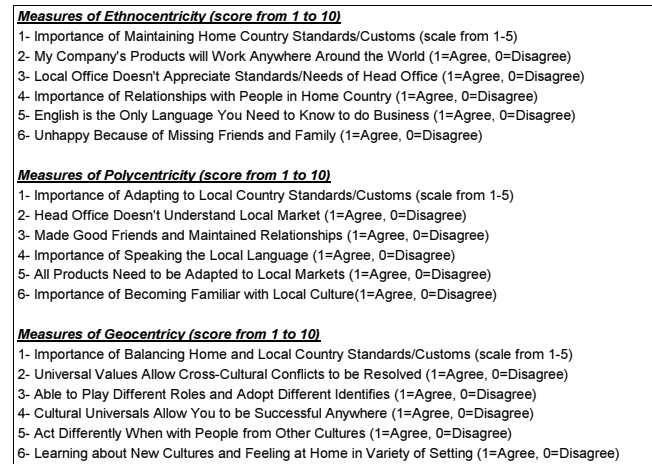 Measures of Ethnocentricity (score from 1 to 10)
1- Importance of Maintaining Home Country Standards/Customs (scale from 1-5)
2- My Company's Products will Work Anywhere Around the World (1=Agree, 0=Disagree)
3- Local Office Doesn't Appreciate Standards/Needs of Head Office (1=Agree, 0=Disagree)
4- Importance of Relationships with People in Home Country (1=Agree, 0=Disagree)
5- English is the Only Language You Need to Know to do Business (1=Agree, 0=Disagree)
6- Unhappy Because of Missing Friends and Family (1=Agree, 0=Disagree)
Measures of Polycentricity (score from 1 to 10)
1- Importance of Adapting to Local Country Standards/Customs (scale from 1-5)
2- Head Office Doesn't Understand Local Market (1=Agree, 0=Disagree)
3- Made Good Friends and Maintained Relationships (1=Agree, 0=Disagree)
4- Importance of Speaking the Local Language (1=Agree, 0=Disagree)
5- All Products Need to be Adapted to Local Markets (1=Agree, 0=Disagree)
6- Importance of Becoming Familiar with Local Culture(1=Agree, 0=Disagree)
Measures of Geocentricy (score from 1 to 10)
1- Importance of Balancing Home and Local Country Standards/Customs (scale from 1-5)
2- Universal Values Allow Cross-Cultural Conflicts to be Resolved (1=Agree, 0=Disagree)
3- Able to Play Different Roles and Adopt Different Identifies (1=Agree, 0=Disagree)
4- Cultural Universals Allow You to be Successful Anywhere (1=Agree, 0=Disagree)
5- Act Differently When with People from Other Cultures (1=Agree, 0=Disagree)
6- Learning about New Cultures and Feeling at Home in Variety of Setting (1=Agree, 0=Disagree)